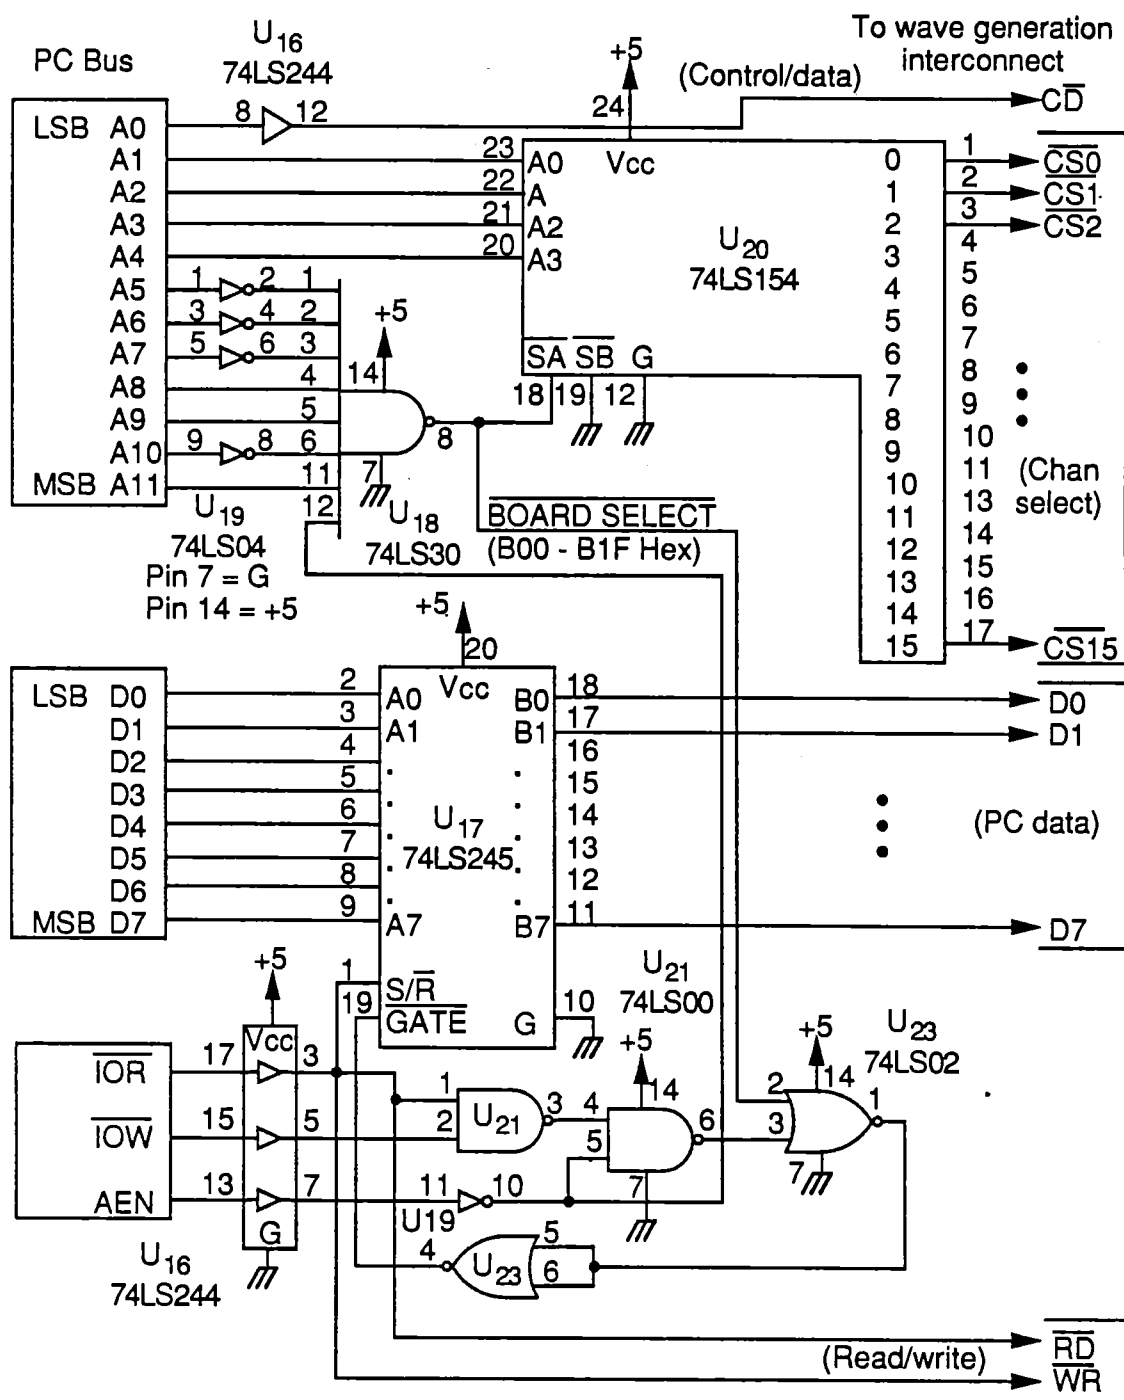 To wave generation
interconnect
PC Bus
U16
74LS244
+5
(Control/data)
LSB A0 8 12 24 CD
A1 23 A0 Vcc 0 1 CS0
A2 22 A 1 2 CS1
A3 21 A2 2 3 CS2
A4 20 A3 U20 3 4
74LS154
A5 1 2 1 4 5
A6 3 4 2 +5 5 6
A7 5 6 3 6 7
SA SB G
A8 4 14 18 19 12 7 8
A9 5 8 8 9
A10 9 8 6 9 10
MSB A11 11 7 10 11
12
(Chan
select)
U19
74LS04
Pin 7 = G
Pin 14 = +5
U18
74LS30
BOARD SELECT
(B00 - B1F Hex)
11 13
12 14
13 15
14 16
15 17 CS15
+5
20
Vcc
LSB D0 2 A0 B0 18 D0
D1 3 A1 B1 17 D1
D2 4 16
D3 5 15
D4 6 14
U17
74LS245
(PC data)
D5 7 13
D6 8 12
MSB D7 9 A7 B7 11 D7
1 S/R
19 GATE
G 10
U21
74LS00
+5
Vcc
IOR 17 3
IOW 15 5
AEN 13 7
G
U16
74LS244
1
2
U21
3 4
5
+5
14
6
7
11 10
U19
U23
74LS02
+5
14
2
3
1
7
4 U23 5
6
RD
(Read/write)
WR